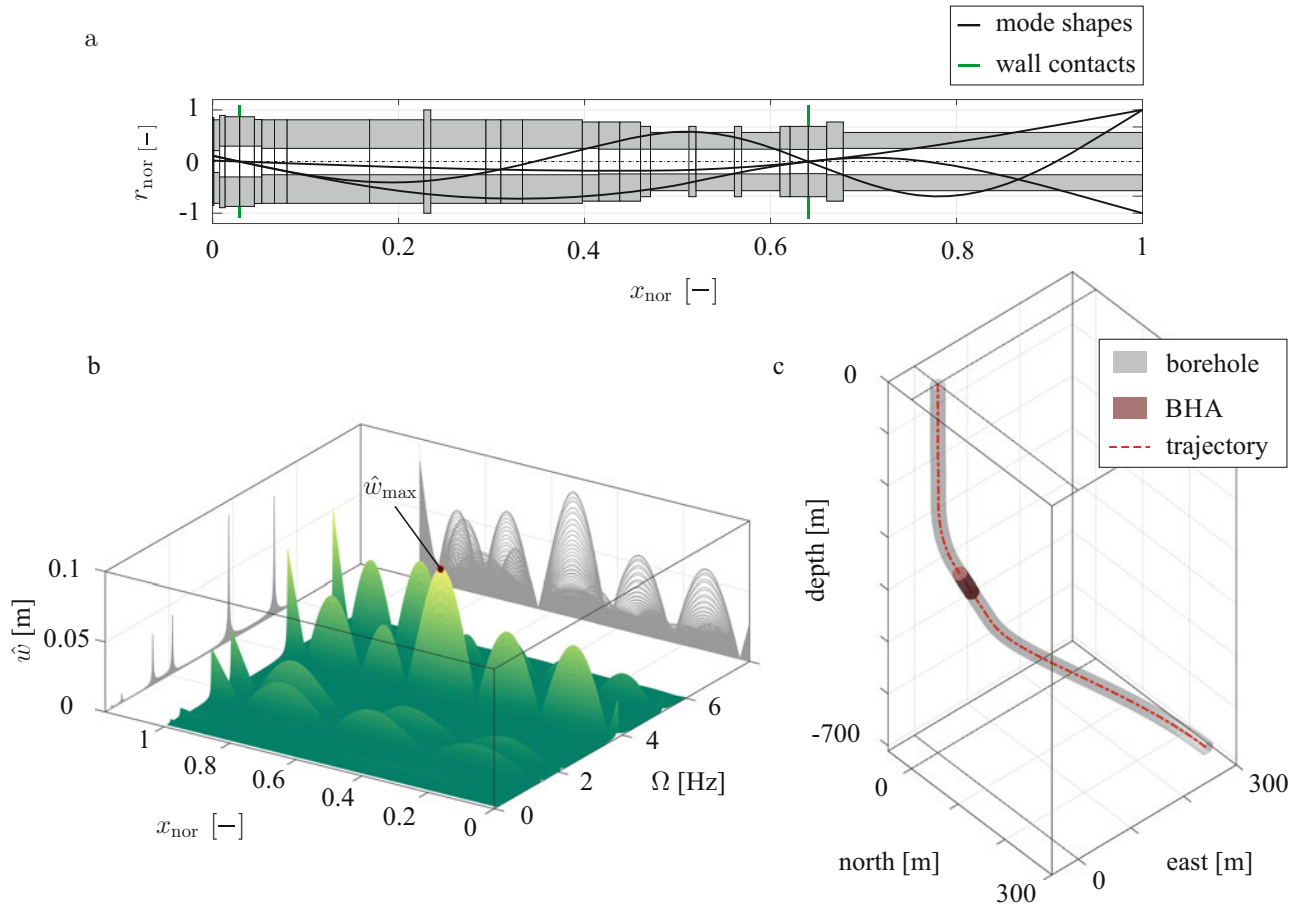 a
mode shapes
wall contacts
1
0
-1
r_nor [−]
0 0.2 0.4 0.6 0.8 1
x_nor [−]
b
ŵ_max
0.1
0.05
0
ŵ [m]
1 0.8 0.6 0.4 0.2 0
x_nor [−]
0 2 4 6
Ω [Hz]
c
borehole
BHA
trajectory
0
-700
depth [m]
0
300
north [m]
0
300
east [m]